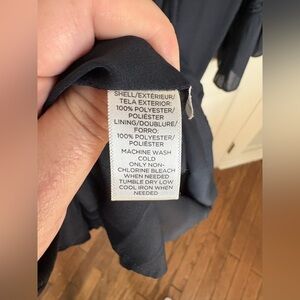 SHELL/EXTÉRIEUR/
TELA EXTERIOR:
100% POLYESTER/
POLIÉSTER
LINING/DOUBLURE/
FORRO:
100% POLYESTER/
POLIÉSTER
MACHINE WASH
COLD
ONLY NON-
CHLORINE BLEACH
WHEN NEEDED
TUMBLE DRY LOW
COOL IRON WHEN
NEEDED